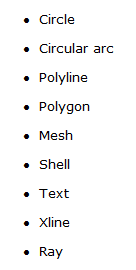 • Circle
• Circular arc
• Polyline
• Polygon
• Mesh
• Shell
• Text
• Xline
• Ray